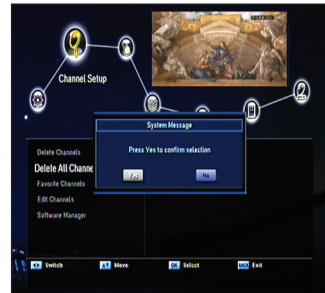 Channel Setup
System Message
Press Yes to confirm selection
Yes
No
Delete Channels
Delete All Channe
Favorite Channels
Edit Channels
Software Manager
Switch
Move
OK Select
BACK Exit